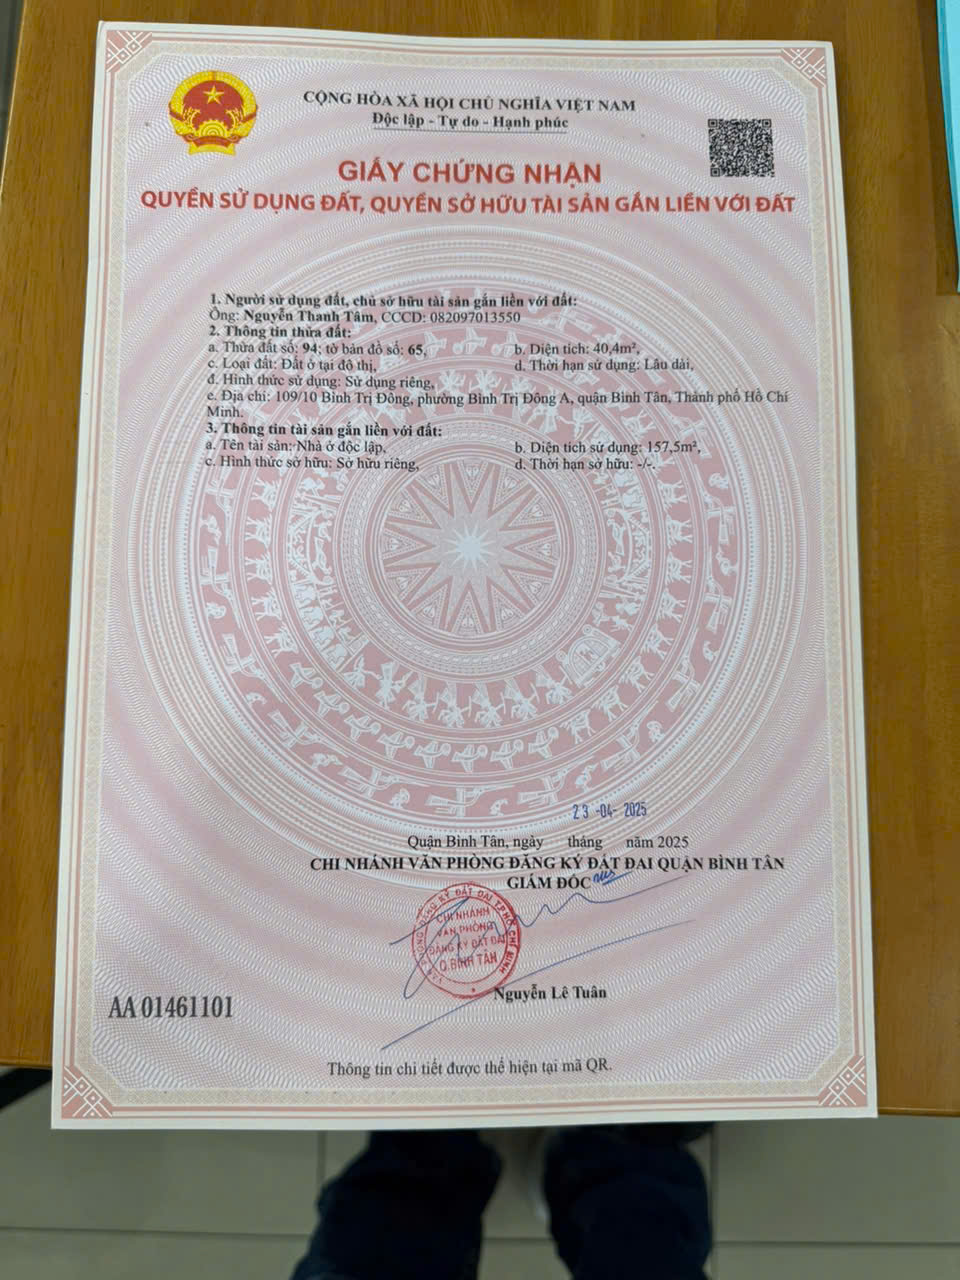 CỘNG HÒA XÃ HỘI CHỦ NGHĨA VIỆT NAM
Độc lập - Tự do - Hạnh phúc
GIẤY CHỨNG NHẬN
QUYỀN SỬ DỤNG ĐẤT, QUYỀN SỞ HỮU TÀI SẢN GẮN LIỀN VỚI ĐẤT
1. Người sử dụng đất, chủ sở hữu tài sản gắn liền với đất:
Ông: Nguyễn Thanh Tâm, CCCD: 082097013550
2. Thông tin thửa đất:
a. Thửa đất số: 94; tờ bản đồ số: 65, b. Diện tích: 40,4m²,
c. Loại đất: Đất ở tại đô thị, d. Thời hạn sử dụng: Lâu dài,
đ. Hình thức sử dụng: Sử dụng riêng,
e. Địa chỉ: 109/10 Bình Trị Đông, phường Bình Trị Đông A, quận Bình Tân, Thành phố Hồ Chí
Minh.
3. Thông tin tài sản gắn liền với đất:
a. Tên tài sản: Nhà ở độc lập, b. Diện tích sử dụng: 157,5m²,
c. Hình thức sở hữu: Sở hữu riêng, d. Thời hạn sở hữu: -/-.
23 -04- 2025
Quận Bình Tân, ngày tháng năm 2025
CHI NHÁNH VĂN PHÒNG ĐĂNG KÝ ĐẤT ĐAI QUẬN BÌNH TÂN
GIÁM ĐỐC
VĂN PHÒNG ĐĂNG KÝ ĐẤT ĐAI T.P HỒ CHÍ MINH
CHI NHÁNH
VĂN PHÒNG
ĐĂNG KÝ ĐẤT ĐAI
Q.BÌNH TÂN
Nguyễn Lê Tuân
AA 01461101
Thông tin chi tiết được thể hiện tại mã QR.